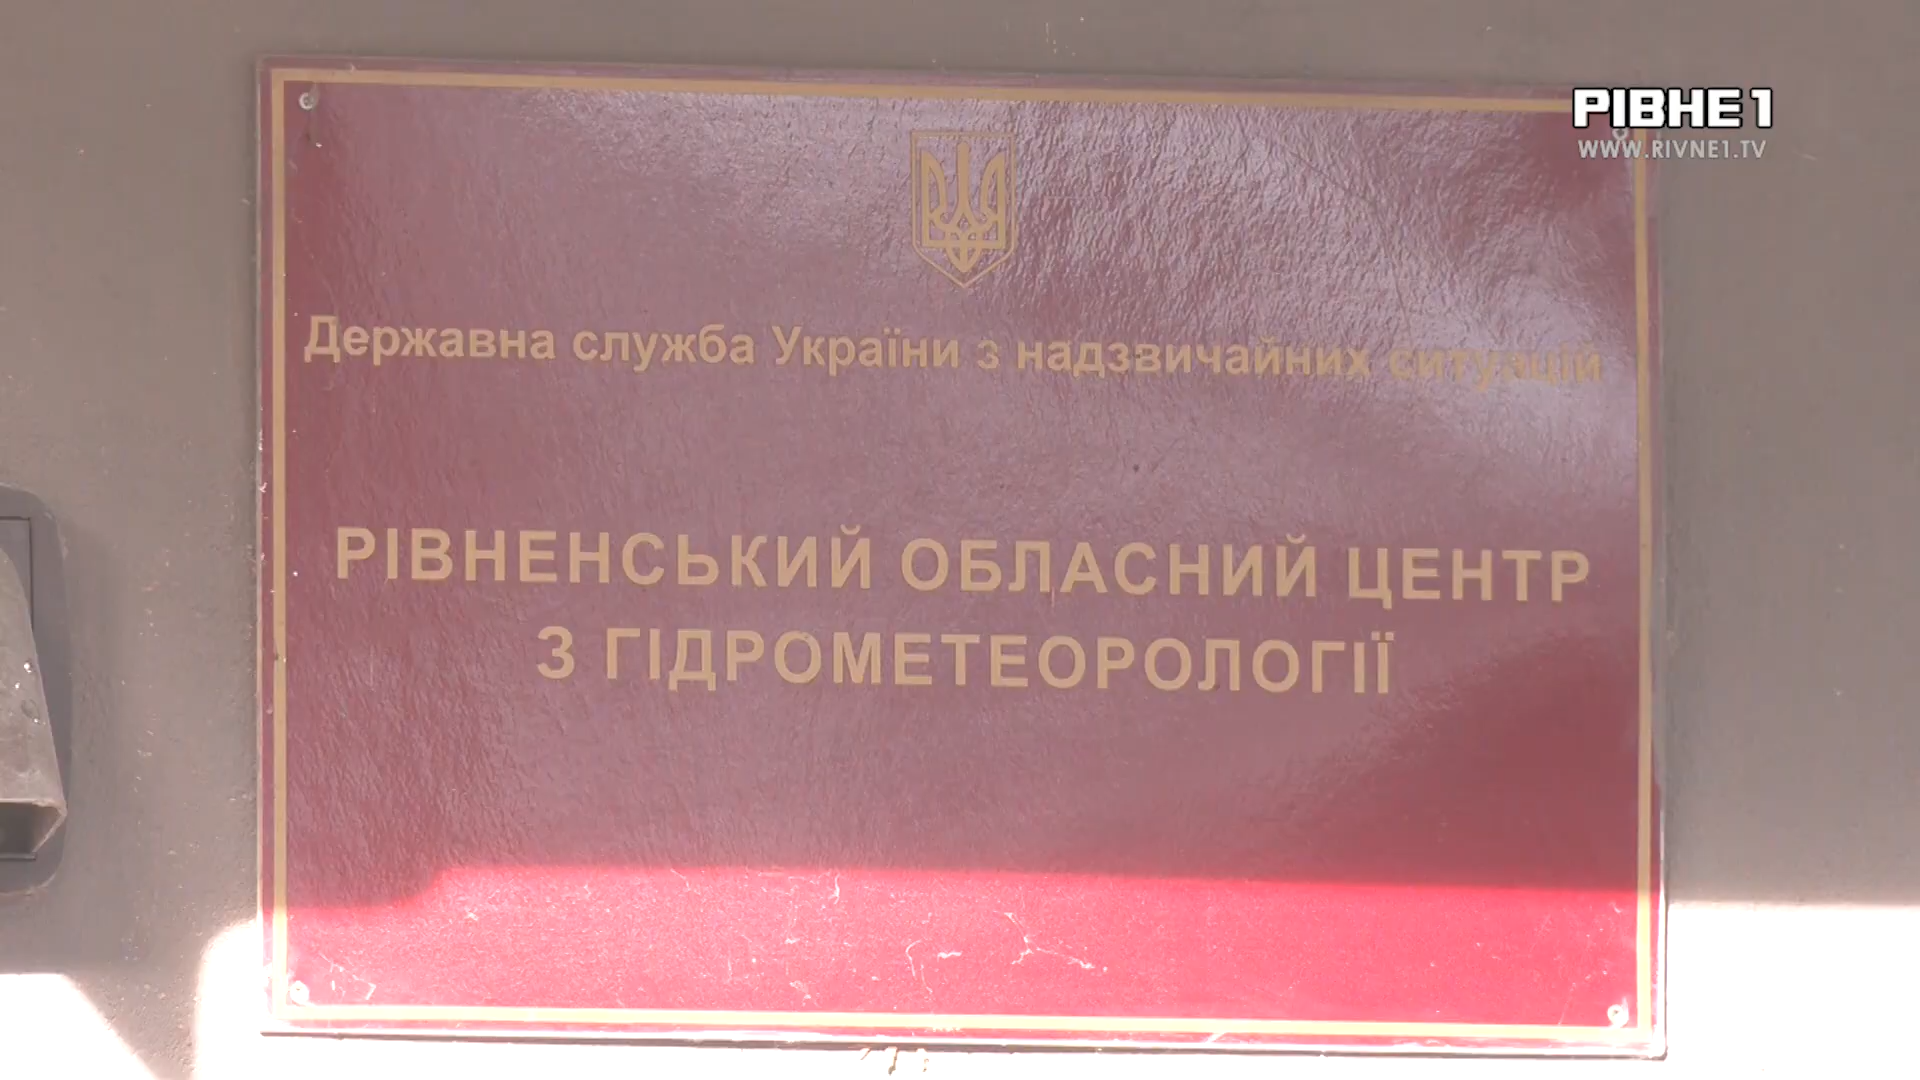 РІВНЕ 1
WWW.RIVNE1.TV
Державна служба України з надзвичайних ситуацій
РІВНЕНСЬКИЙ ОБЛАСНИЙ ЦЕНТР
З ГІДРОМЕТЕОРОЛОГІЇ